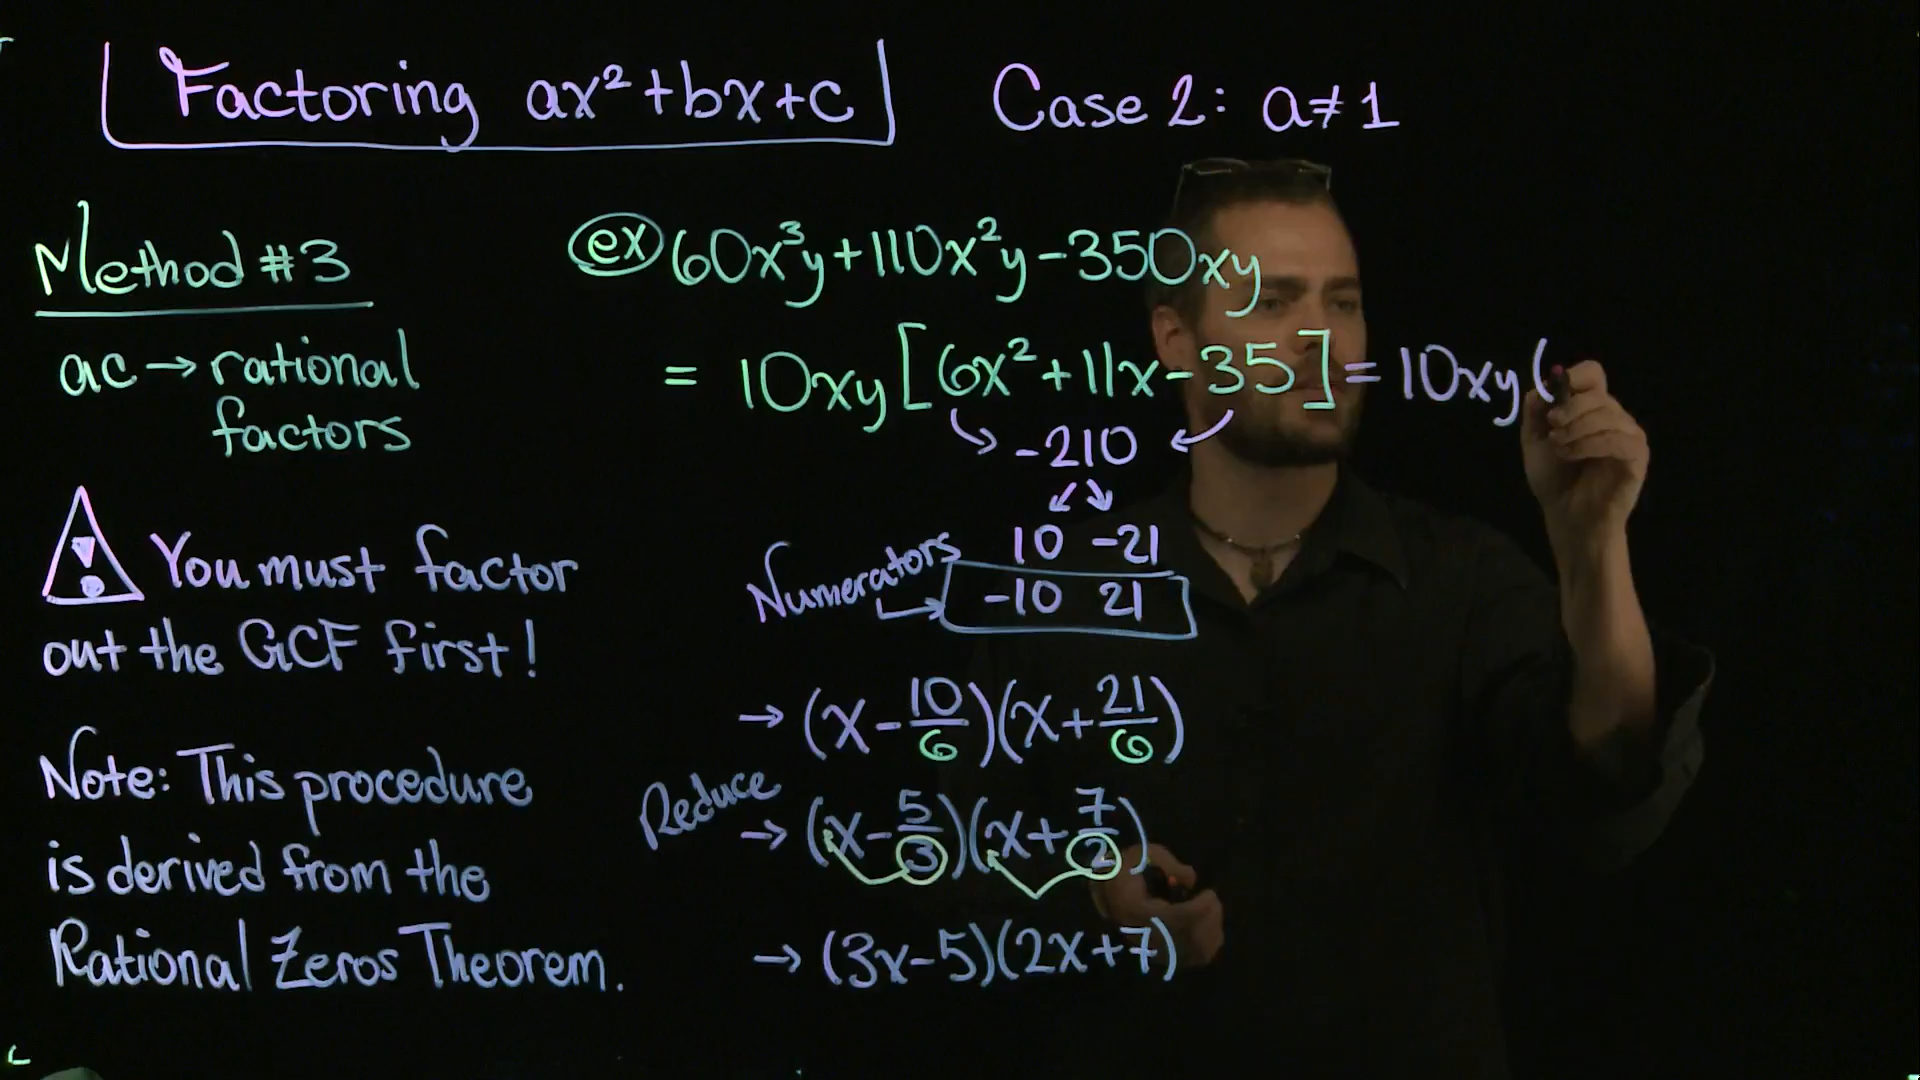 Factoring ax²+bx+c
Case 2: a≠1
Method #3
ac→rational
factors
You must factor
out the GCF first!
Note: This procedure
is derived from the
Rational Zeros Theorem.
ex 60x³y+110x²y-350xy
= 10xy[6x²+11x-35] = 10xy(
-210
10 -21
Numerators
-10 21
→ (x-10/6)(x+21/6)
Reduce
→ (x-5/3)(x+7/2)
→ (3x-5)(2x+7)